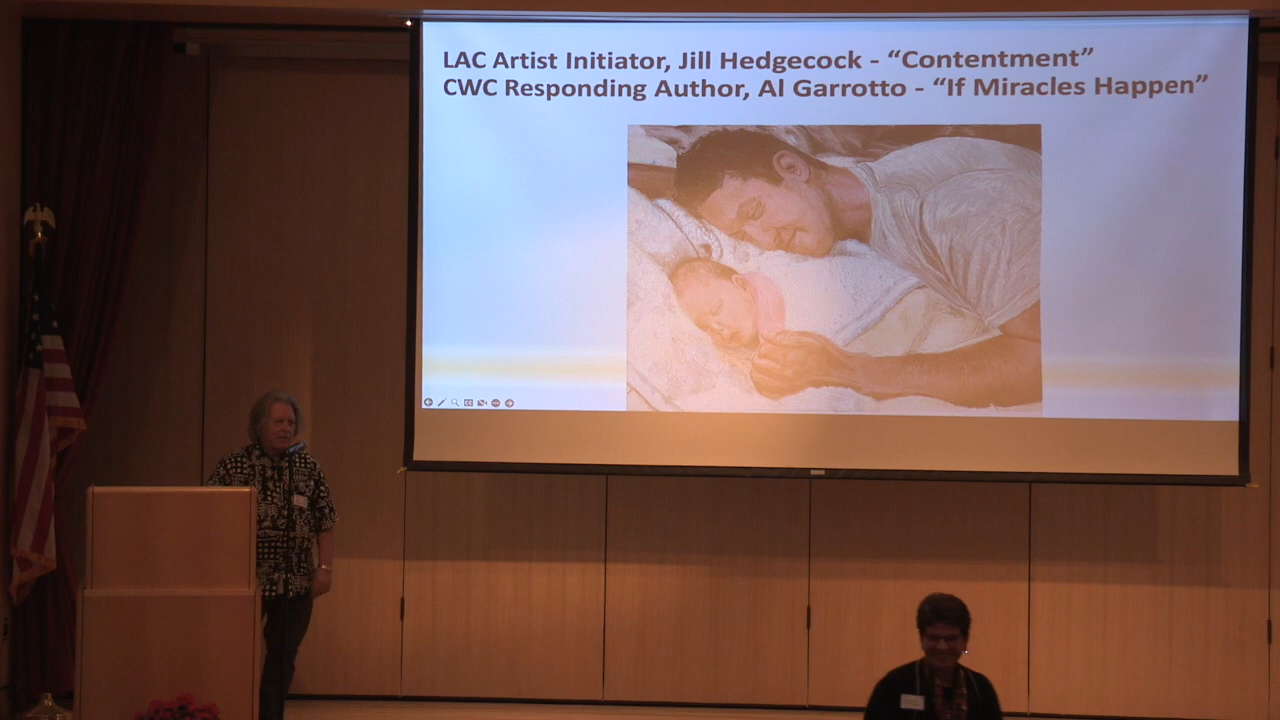 LAC Artist Initiator, Jill Hedgecock - “Contentment”
CWC Responding Author, Al Garrotto - “If Miracles Happen”